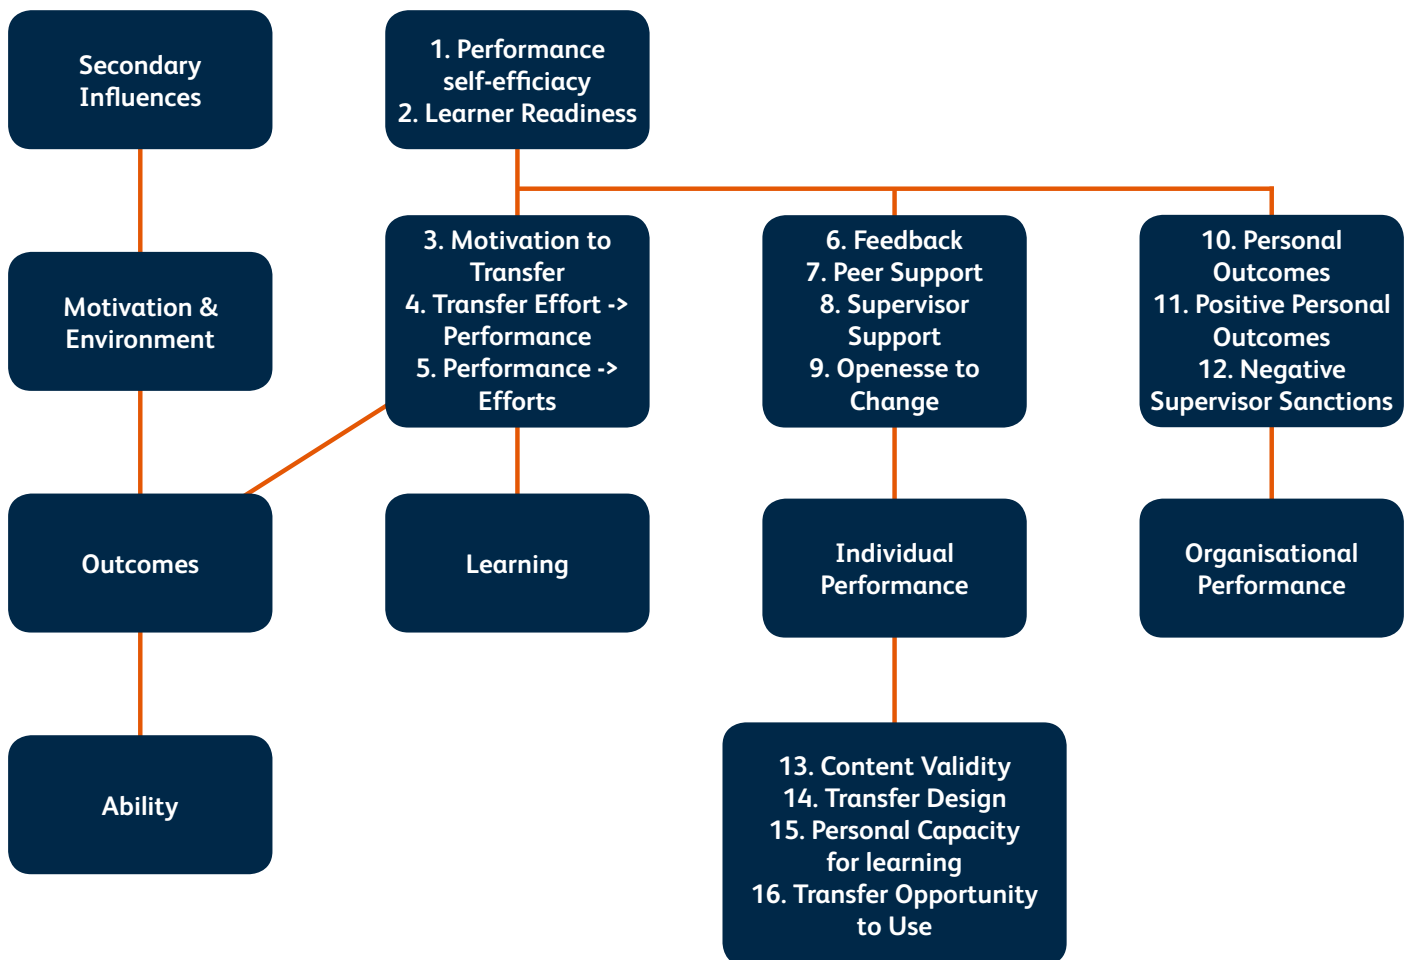 Secondary
Influences
1. Performance
self-efficiacy
2. Learner Readiness
Motivation &
Environment
3. Motivation to
Transfer
4. Transfer Effort ->
Performance
5. Performance ->
Efforts
6. Feedback
7. Peer Support
8. Supervisor
Support
9. Openesse to
Change
10. Personal
Outcomes
11. Positive Personal
Outcomes
12. Negative
Supervisor Sanctions
Outcomes
Learning
Individual
Performance
Organisational
Performance
Ability
13. Content Validity
14. Transfer Design
15. Personal Capacity
for learning
16. Transfer Opportunity
to Use